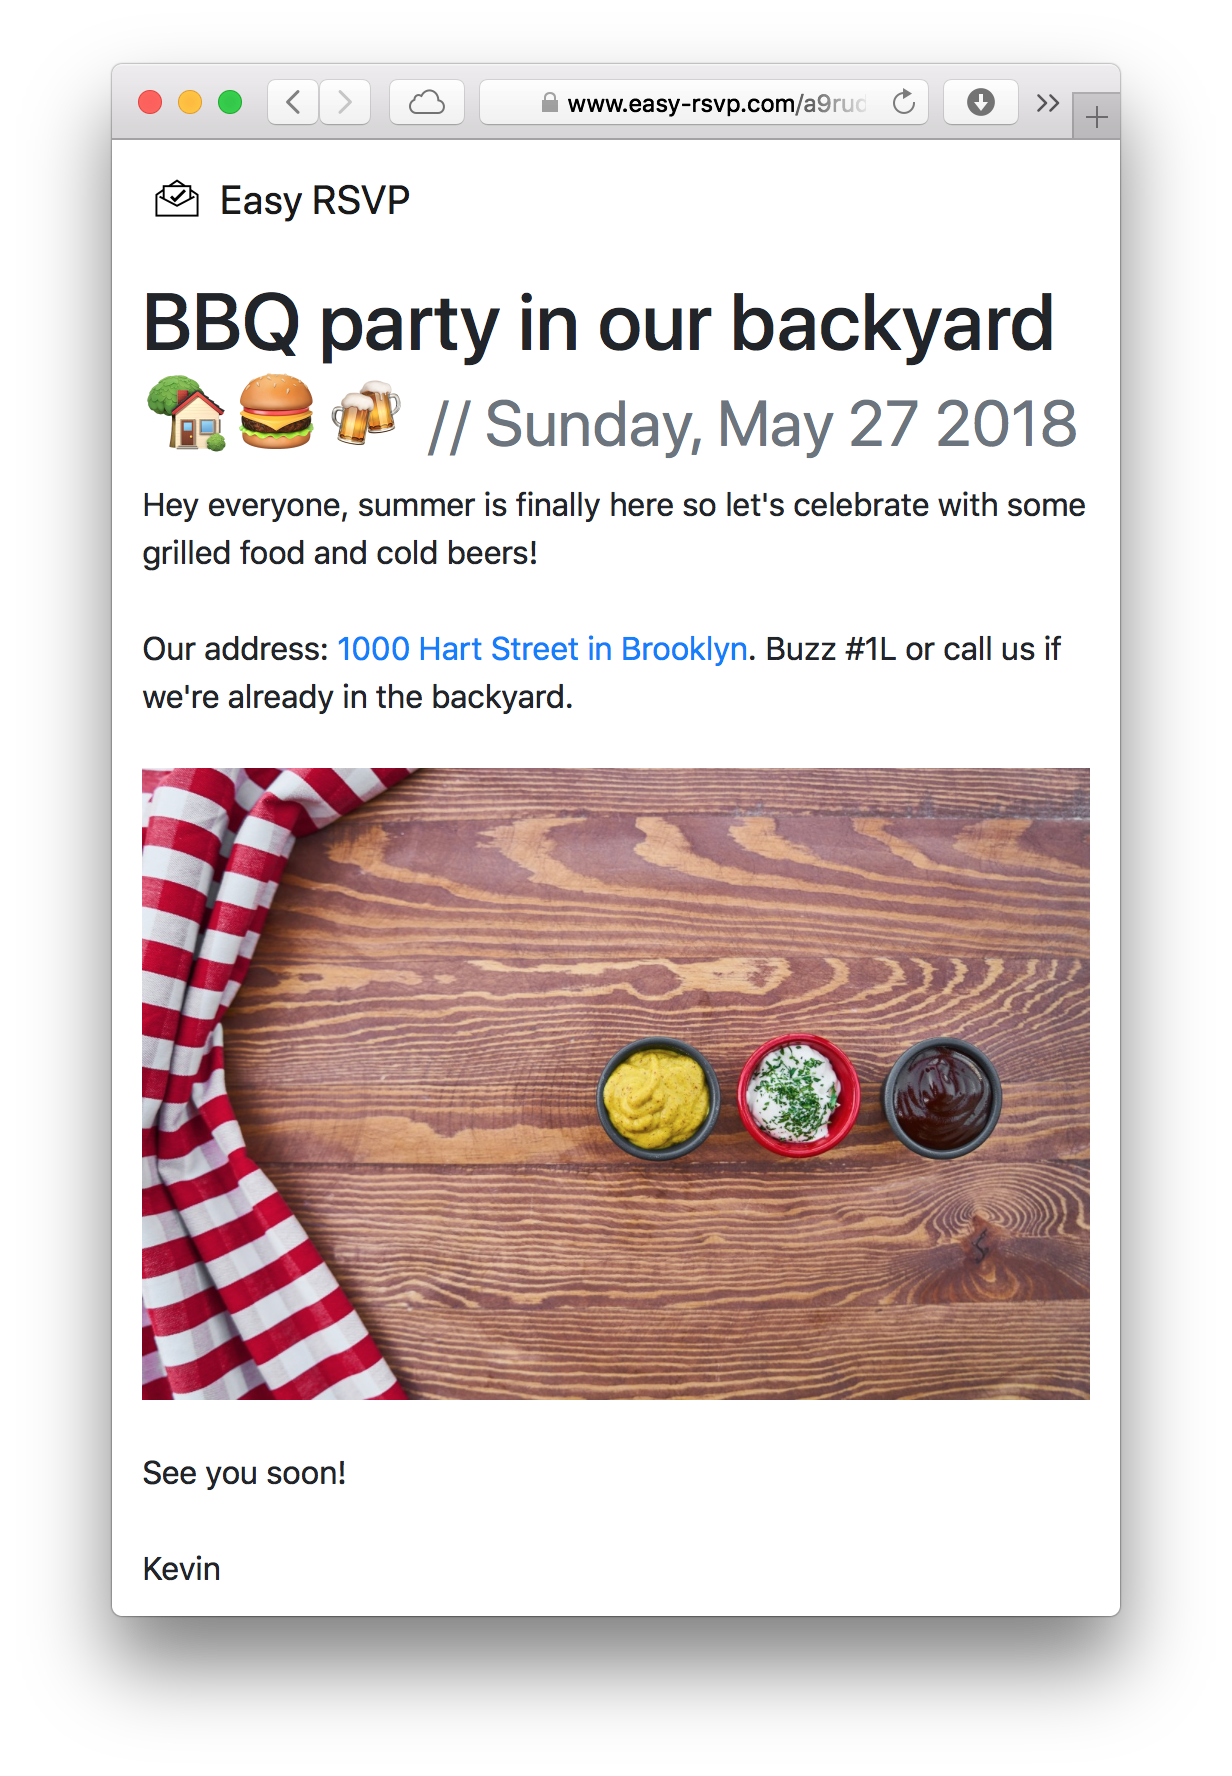 www.easy-rsvp.com/a9rud
Easy RSVP
BBQ party in our backyard
🏡🍔🍻 // Sunday, May 27 2018
Hey everyone, summer is finally here so let's celebrate with some
grilled food and cold beers!
Our address: 1000 Hart Street in Brooklyn. Buzz #1L or call us if
we're already in the backyard.
See you soon!
Kevin